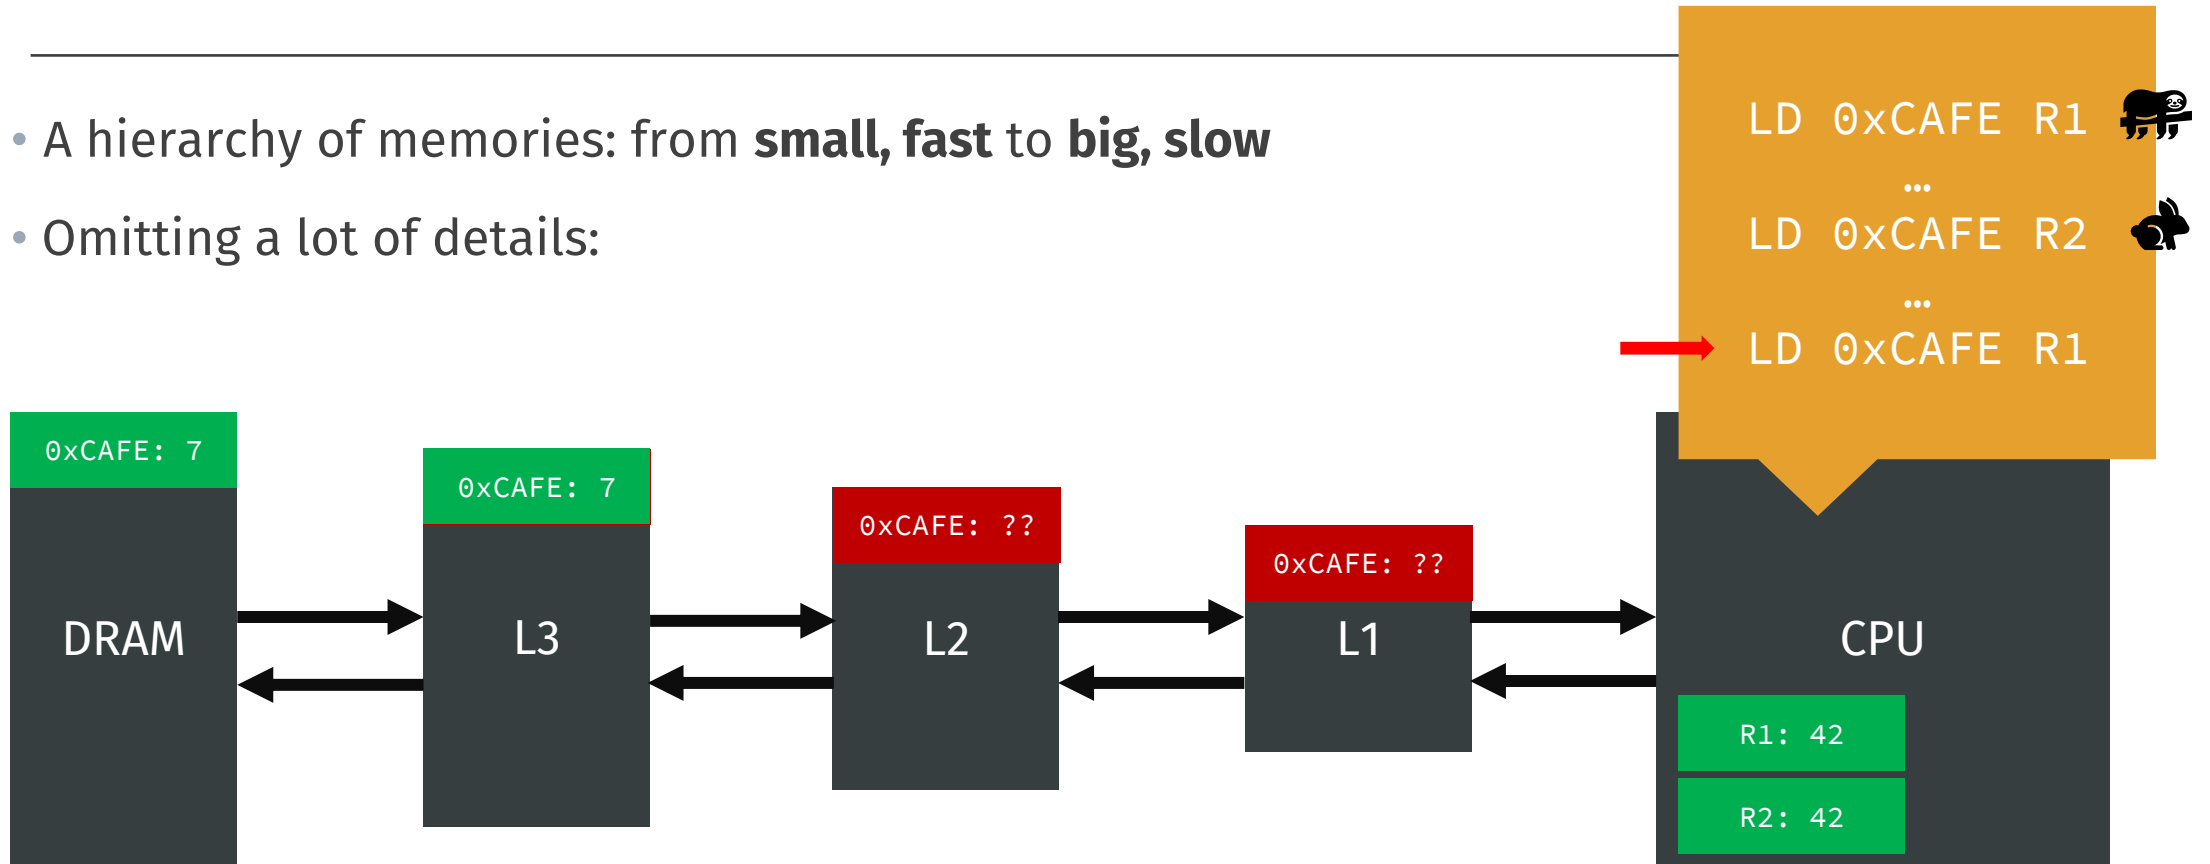 • A hierarchy of memories: from small, fast to big, slow
• Omitting a lot of details:
LD 0xCAFE R1
...
LD 0xCAFE R2
...
LD 0xCAFE R1
0xCAFE: 7
0xCAFE: 7
0xCAFE: ??
0xCAFE: ??
DRAM
L3
L2
L1
CPU
R1: 42
R2: 42